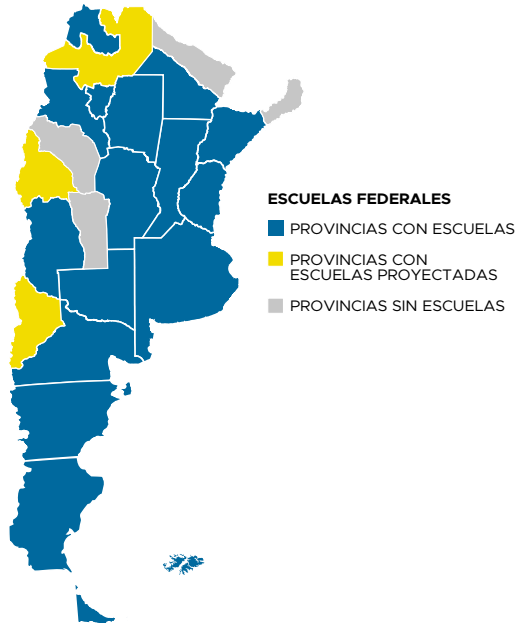 ESCUELAS FEDERALES
PROVINCIAS CON ESCUELAS
PROVINCIAS CON
ESCUELAS PROYECTADAS
PROVINCIAS SIN ESCUELAS